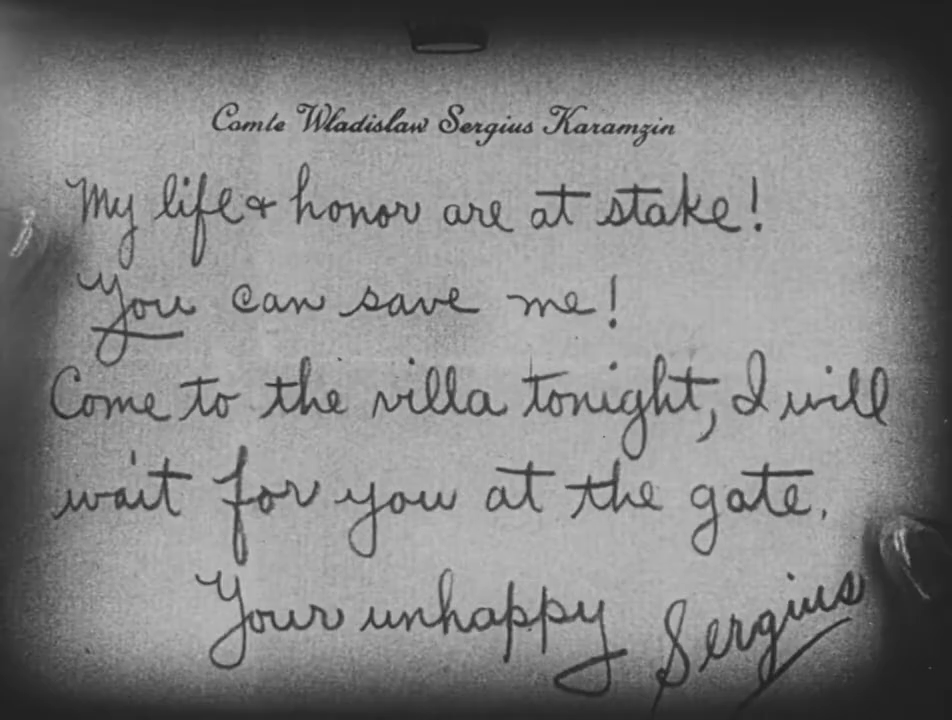 Comte Wladislaw Sergius Karamzin
My life & honor are at stake!
You can save me!
Come to the villa tonight, I will
wait for you at the gate.
Your unhappy Sergius